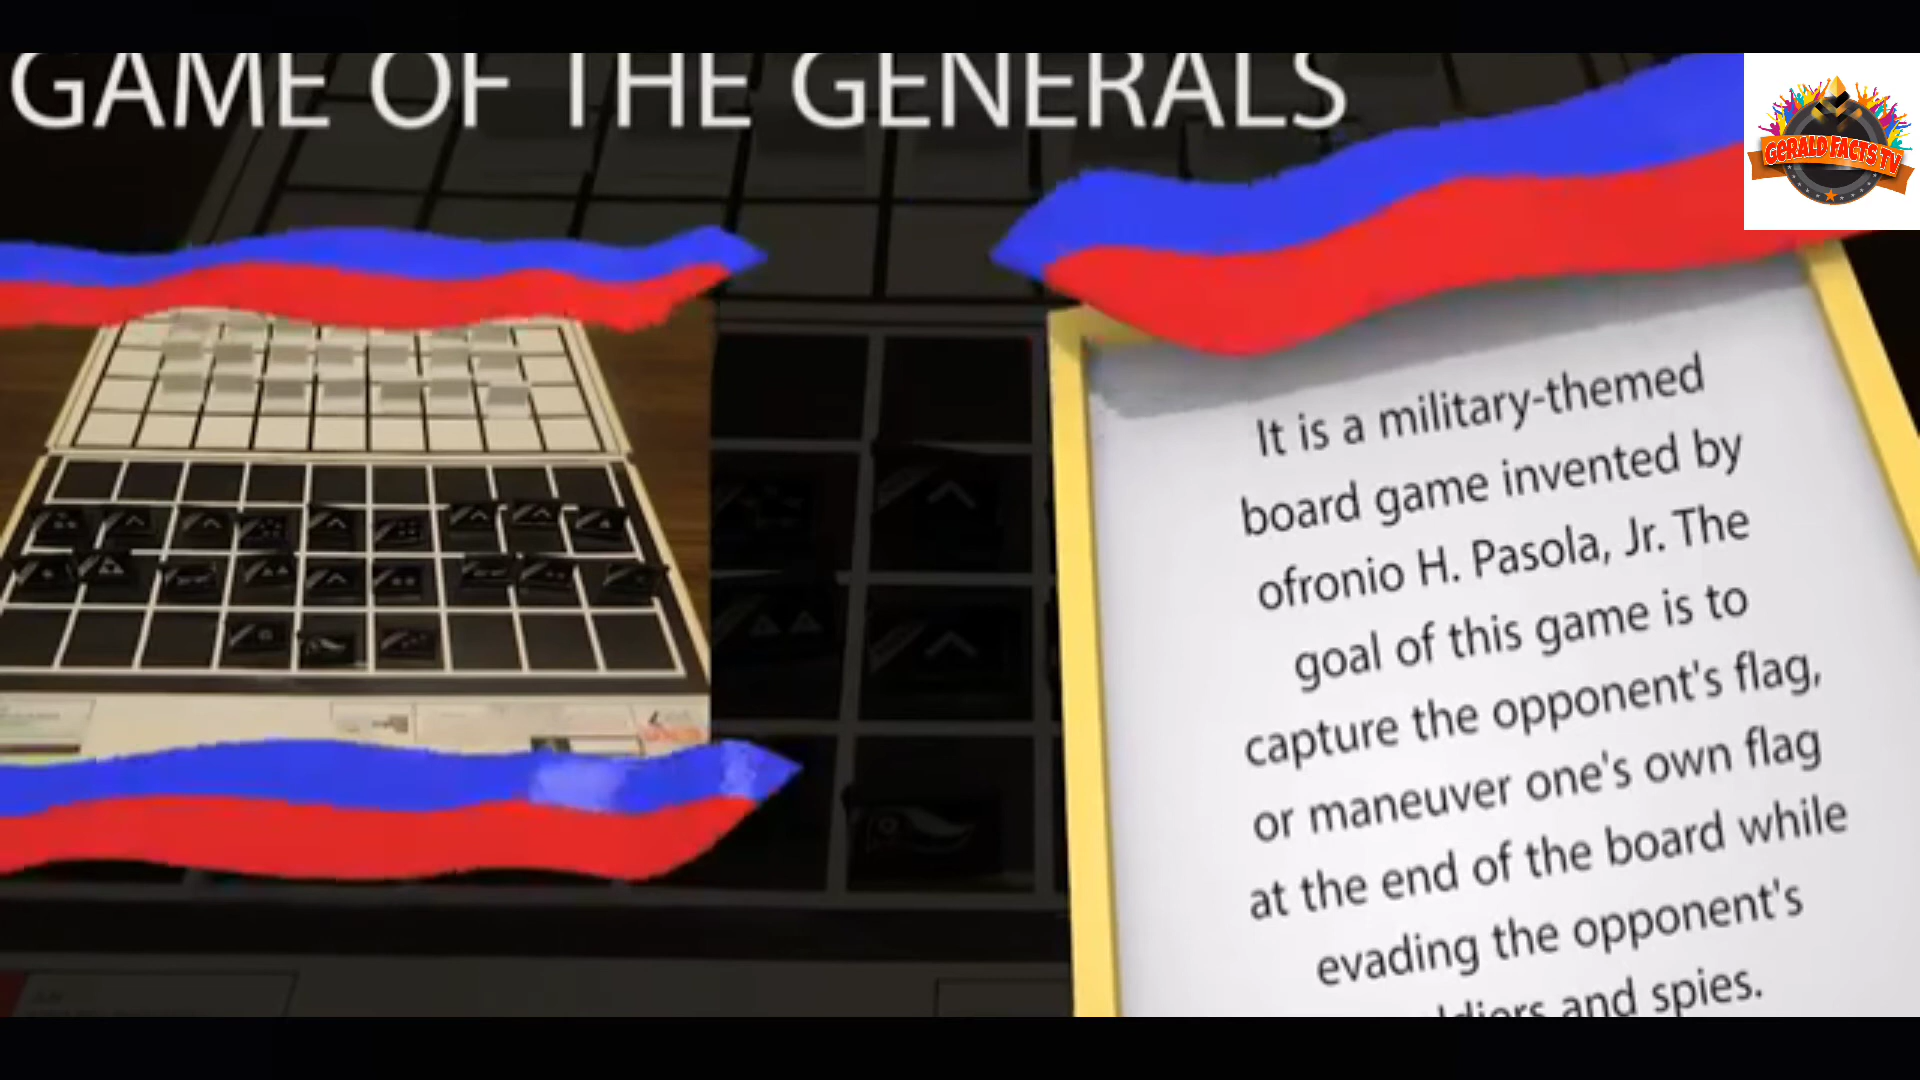 GAME OF THE GENERALS
GERALD FACTS TV
It is a military-themed
board game invented by
ofronio H. Pasola, Jr. The
goal of this game is to
capture the opponent's flag,
or maneuver one's own flag
at the end of the board while
evading the opponent's
and spies.